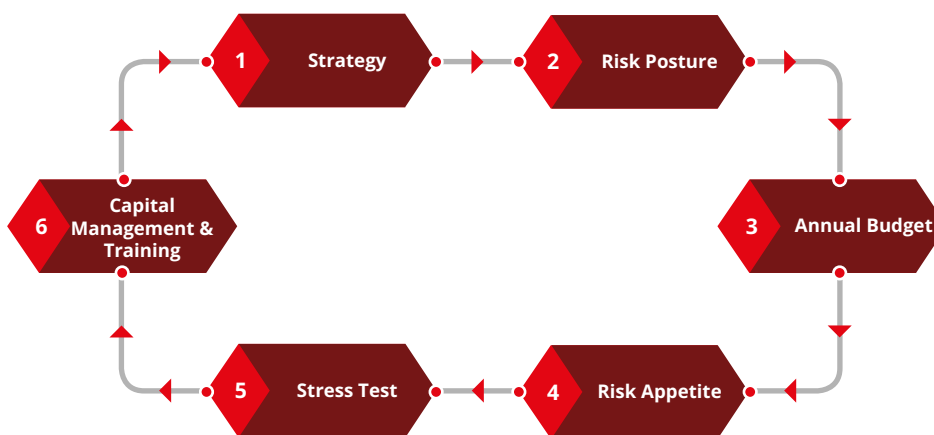 1
Strategy
2
Risk Posture
3
Annual Budget
4
Risk Appetite
5
Stress Test
6
Capital
Management &
Training